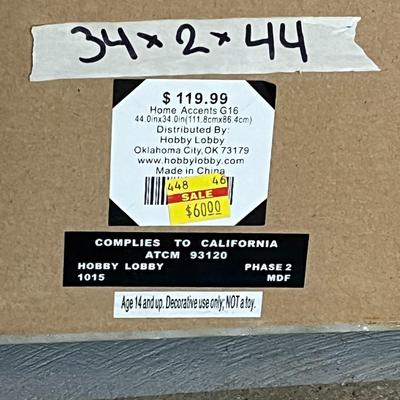 34 x 2 x 44
$ 119.99
Home Accents G16
44.0inx34.0in(111.8cmx86.4cm)
Distributed By:
Hobby Lobby
Oklahoma City,OK 73179
www.hobbylobby.com
Made in China
448 46
SALE
$60.00
COMPLIES TO CALIFORNIA
ATCM 93120
HOBBY LOBBY PHASE 2
1015 MDF
Age 14 and up. Decorative use only; NOT a toy.